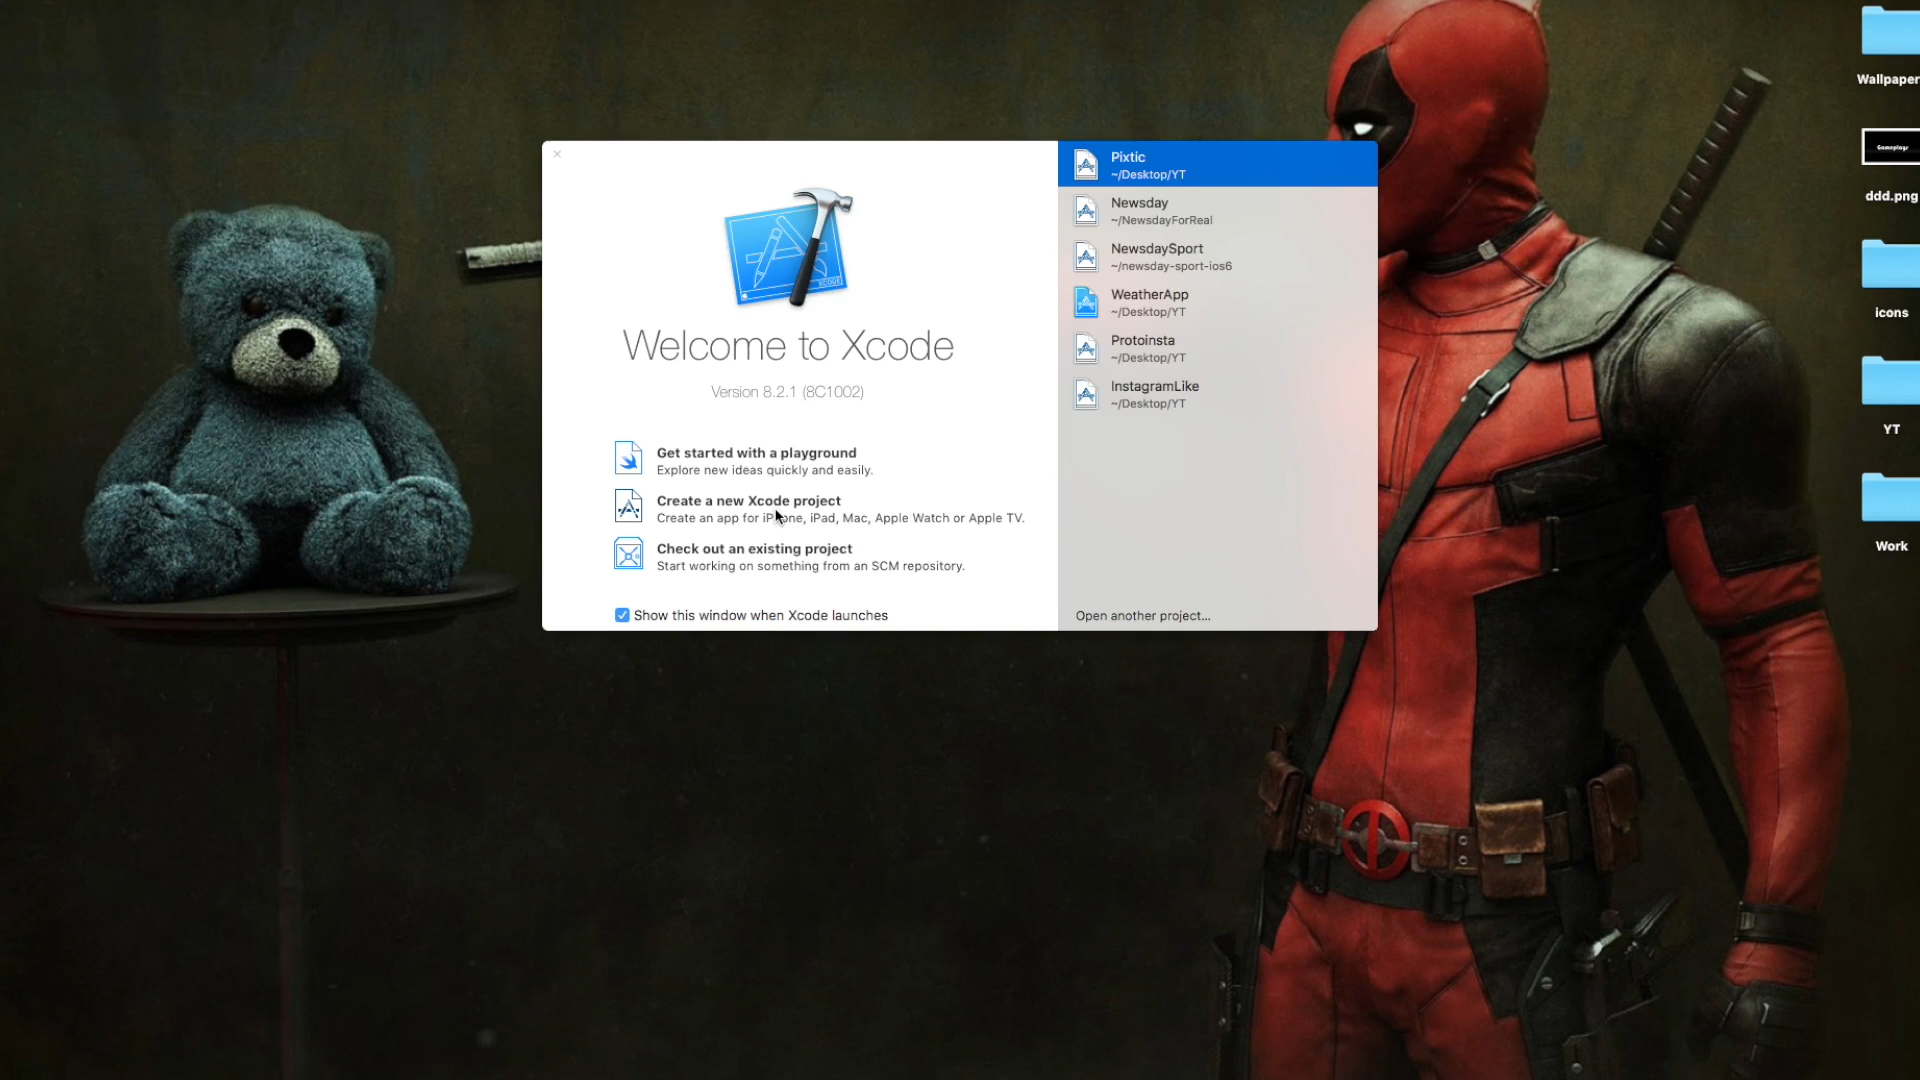 Welcome to Xcode
Version 8.2.1 (8C1002)
Get started with a playground
Explore new ideas quickly and easily.
Create a new Xcode project
Create an app for iPhone, iPad, Mac, Apple Watch or Apple TV.
Check out an existing project
Start working on something from an SCM repository.
Show this window when Xcode launches
Pixtic
~/Desktop/YT
Newsday
~/NewsdayForReal
NewsdaySport
~/newsday-sport-ios6
WeatherApp
~/Desktop/YT
Protoinsta
~/Desktop/YT
InstagramLike
~/Desktop/YT
Open another project...
Wallpaper
Gameplays
ddd.png
icons
YT
Work
XCODE